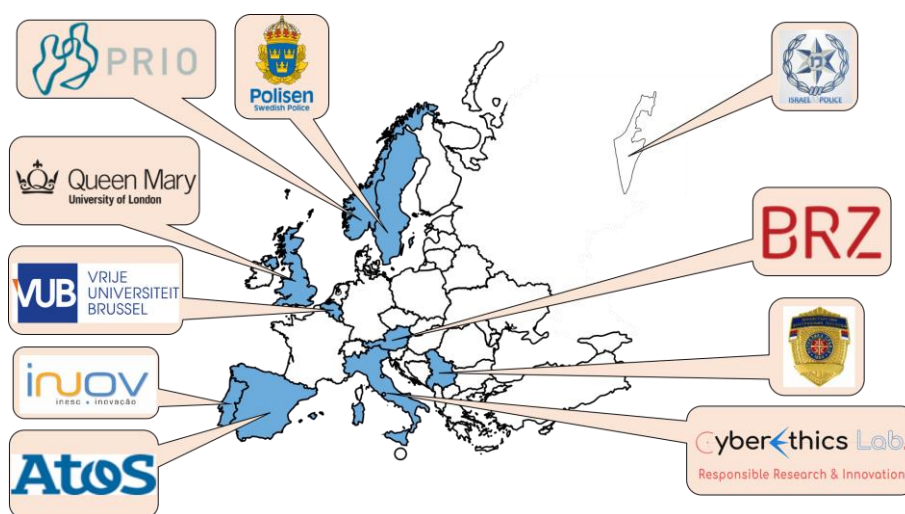 PRIO
Polisen
Swedish Police
ISRAEL POLICE
Queen Mary
University of London
BRZ
VUB
VRIJE
UNIVERSITEIT
BRUSSEL
inov
inesc • inovação
CyberEthics Lab.
Responsible Research & Innovation
Atos